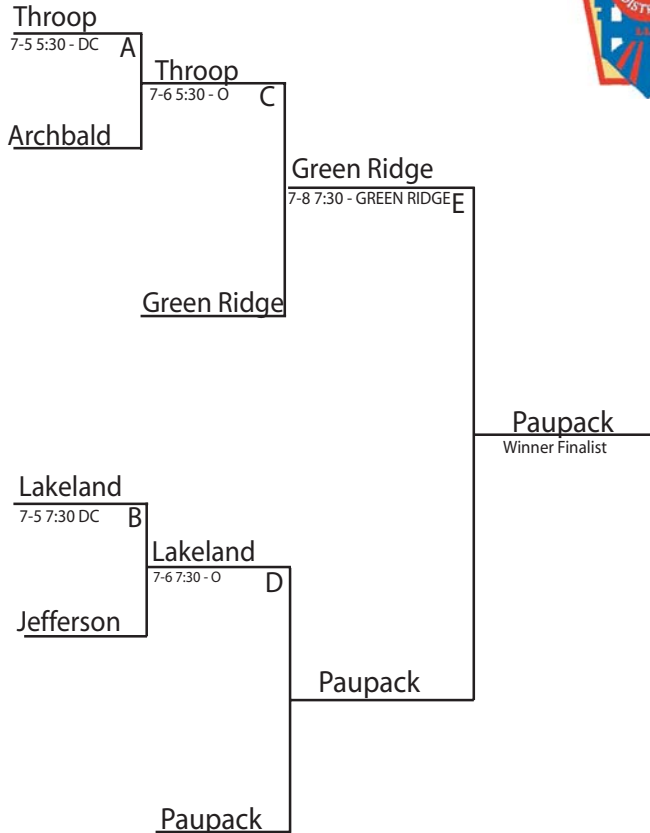 Throop
7-5 5:30 - DC
A
Throop
7-6 5:30 - O
C
Archbald
Green Ridge
7-8 7:30 - GREEN RIDGE
E
Green Ridge
Paupack
Winner Finalist
Lakeland
7-5 7:30 DC
B
Lakeland
7-6 7:30 - O
D
Jefferson
Paupack
Paupack